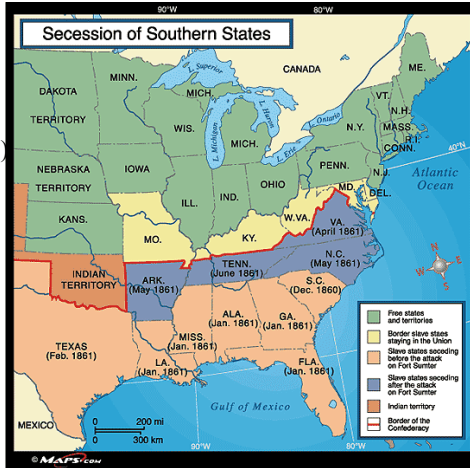 90°W
80°W
Secession of Southern States
CANADA
ME.
MINN.
L. Superior
DAKOTA
TERRITORY
MICH.
VT.
N.H.
WIS.
L. Huron
L. Michigan
L. Ontario
N.Y.
MASS.
R.I.
CONN.
MICH.
L. Erie
40°N
NEBRASKA
TERRITORY
IOWA
PENN.
N.J.
Atlantic
Ocean
ILL.
IND.
OHIO
MD.
DEL.
KANS.
W.VA.
VA.
(April 1861)
MO.
KY.
N
E
S
W
INDIAN
TERRITORY
ARK.
(May 1861)
TENN.
(June 1861)
N.C.
(May 1861)
S.C.
(Dec. 1860)
ALA.
(Jan. 1861)
GA.
(Jan. 1861)
MISS.
(Jan. 1861)
TEXAS
(Feb. 1861)
LA.
(Jan. 1861)
FLA.
(Jan. 1861)
Free states
and territories
Border slave staes
staying in the Union
Slave states seceding
before the attack
on Fort Sumter
Slave states seceding
after the attack
on Fort Sumter
Indian territory
Border of the
Confederacy
Gulf of Mexico
MEXICO
0 200 mi
0 300 km
90°W
80°W
©MAPS.COM
)